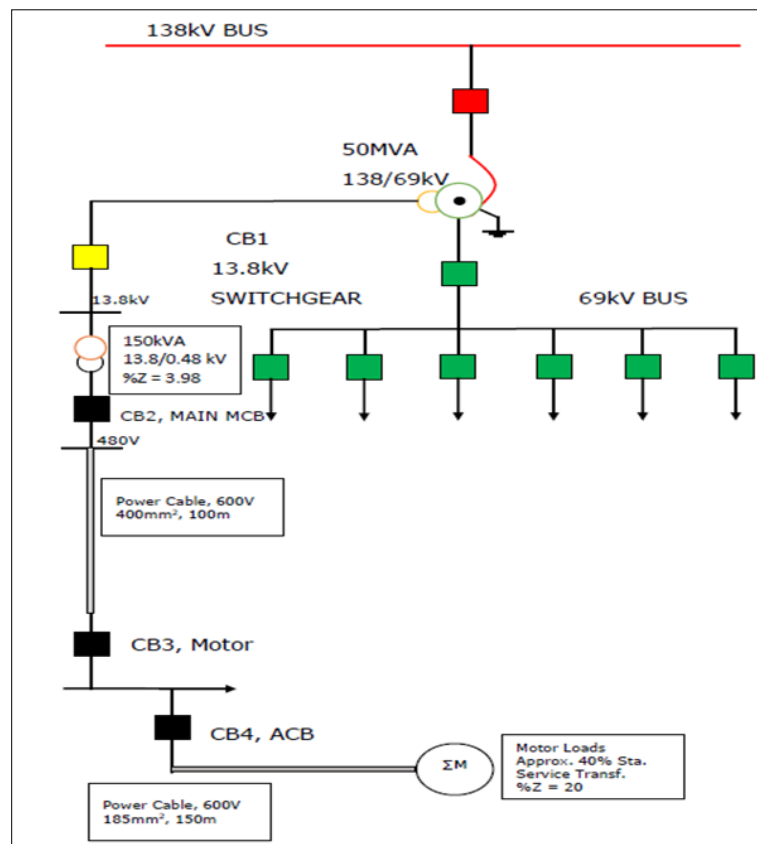 138kV BUS
50MVA
138/69kV
CB1
13.8kV
SWITCHGEAR
69kV BUS
13.8kV
150kVA
13.8/0.48 kV
%Z = 3.98
CB2, MAIN MCB
480V
Power Cable, 600V
400mm², 100m
CB3, Motor
CB4, ACB
ΣM
Motor Loads
Approx. 40% Sta.
Service Transf.
%Z = 20
Power Cable, 600V
185mm², 150m